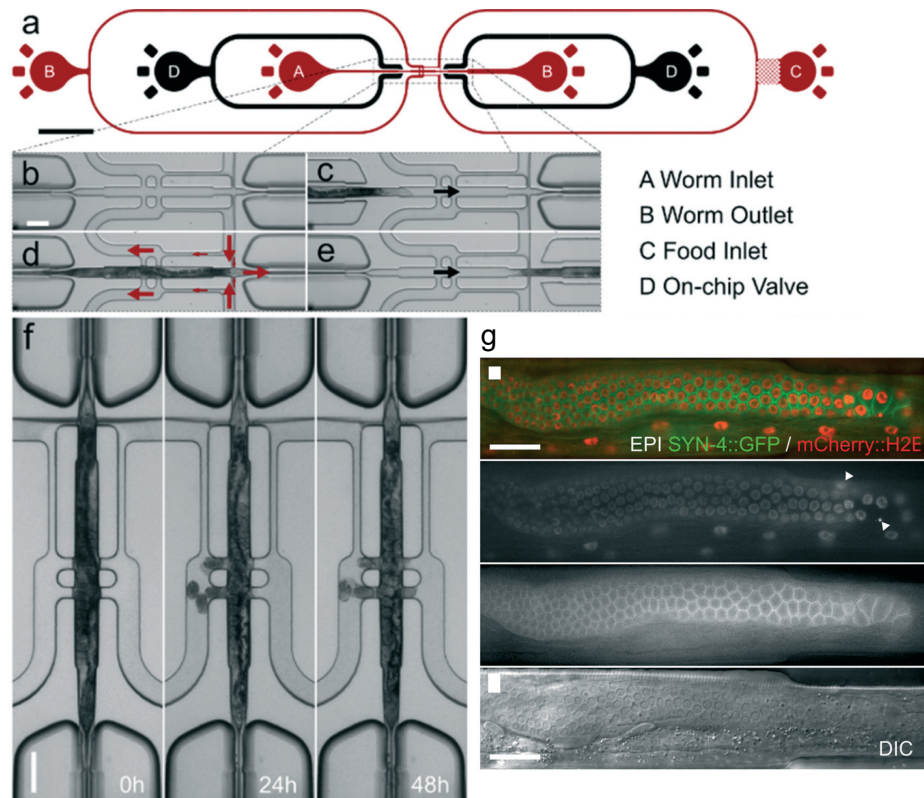 a
B
D
A
B
D
C
b
c
d
e
A Worm Inlet
B Worm Outlet
C Food Inlet
D On-chip Valve
f
0h
24h
48h
g
EPI SYN-4::GFP / mCherry::H2B
DIC